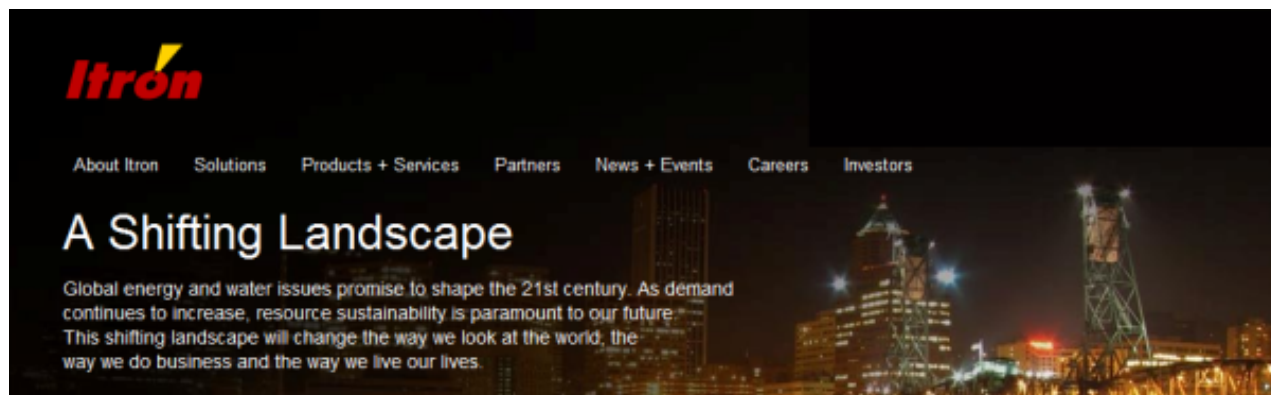 Itrón
About Itron Solutions Products + Services Partners News + Events Careers Investors
A Shifting Landscape
Global energy and water issues promise to shape the 21st century. As demand
continues to increase, resource sustainability is paramount to our future.
This shifting landscape will change the way we look at the world, the
way we do business and the way we live our lives.